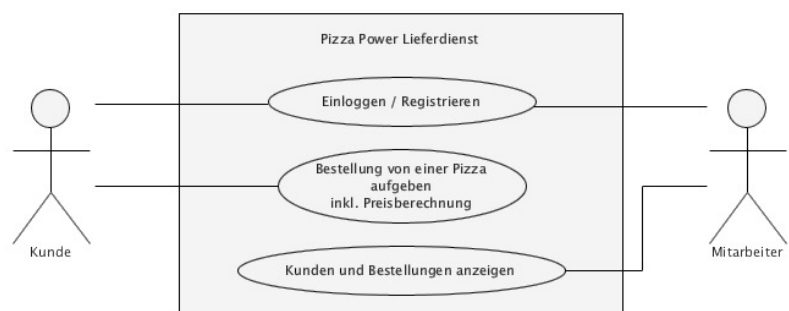 Pizza Power Lieferdienst
Einloggen / Registrieren
Bestellung von einer Pizza
aufgeben
inkl. Preisberechnung
Kunde
Mitarbeiter
Kunden und Bestellungen anzeigen